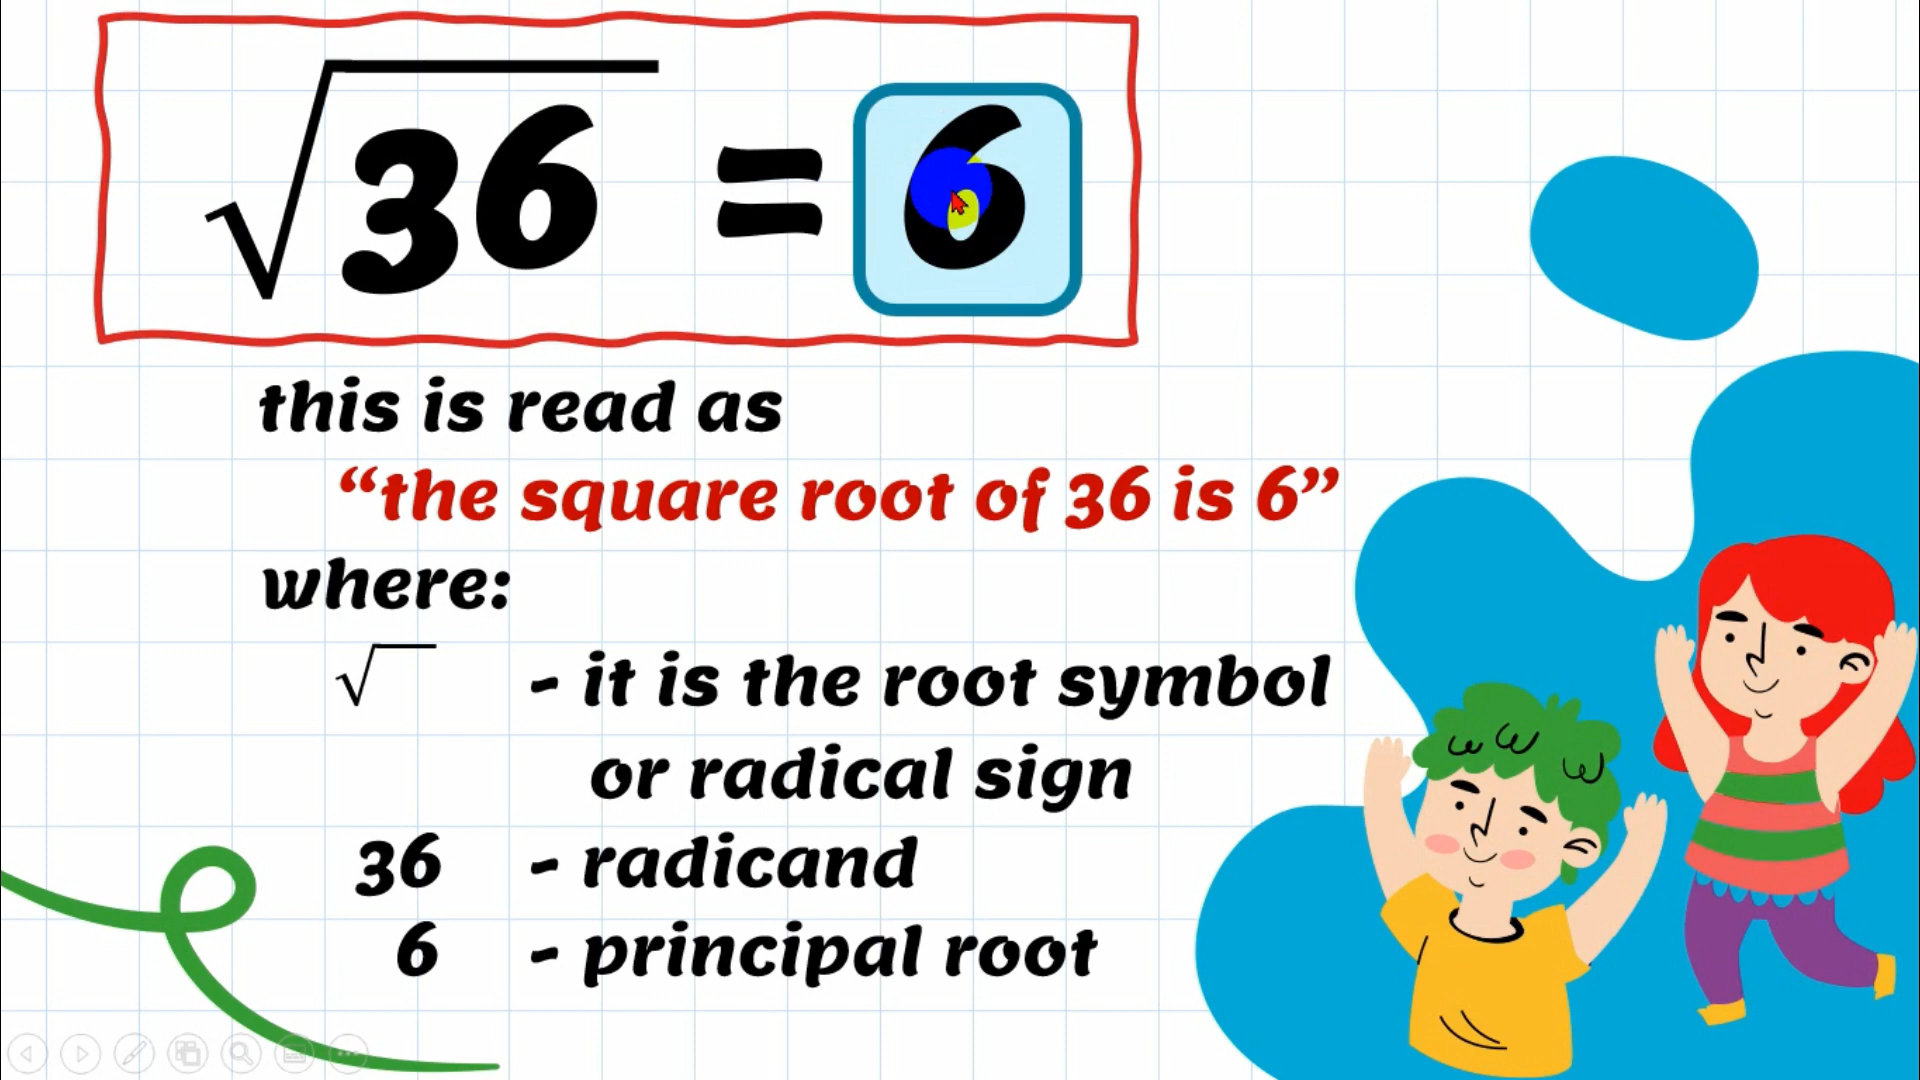 √36 = 6
this is read as
“the square root of 36 is 6”
where:
√ - it is the root symbol
or radical sign
36 - radicand
6 - principal root